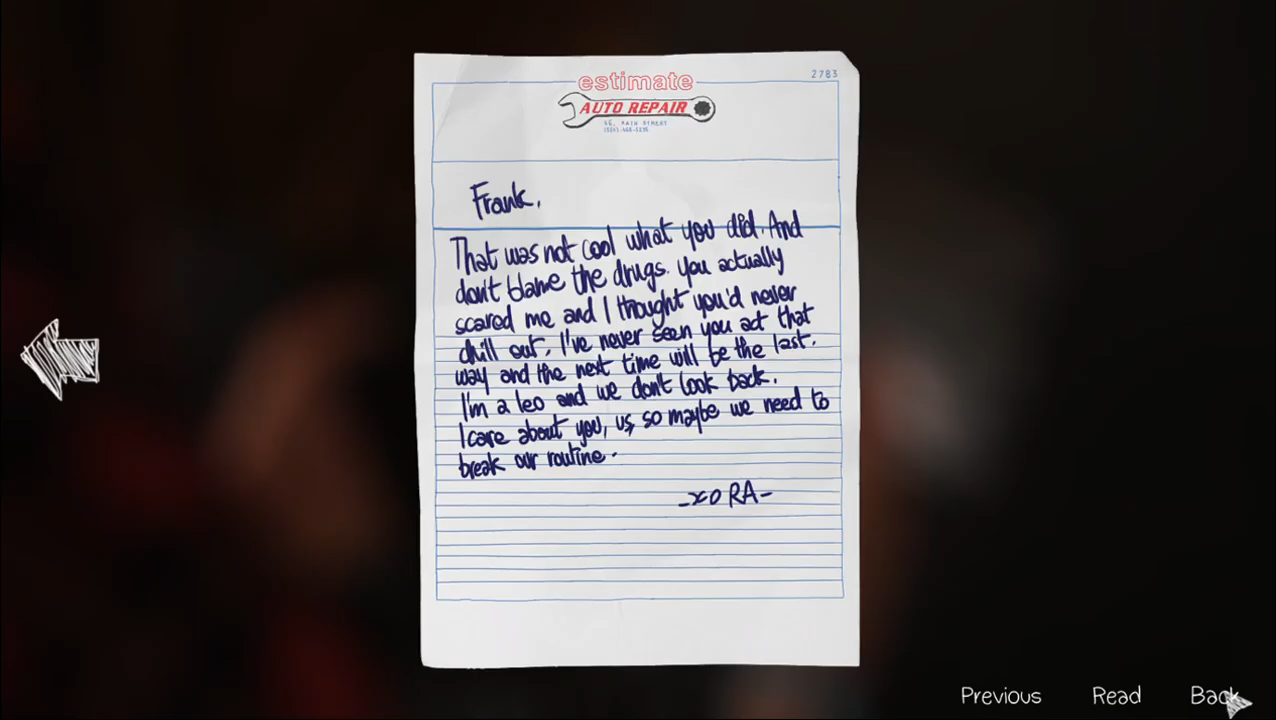 2783
estimate
AUTO REPAIR
Frank,
That was not cool what you did. And
don't blame the drugs. You actually
scared me and I thought you'd never
chill out. I've never seen you act that
way and the next time will be the last.
I'm a leo and we don't look back.
I care about you, us, so maybe we need to
break our routine.
-xo RA-
Previous Read Back